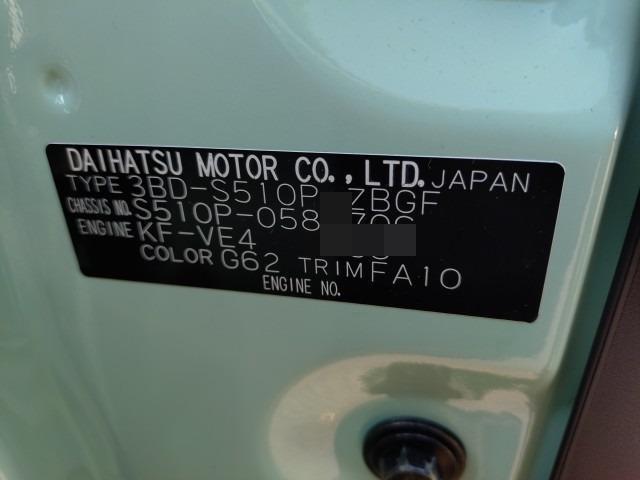 DAIHATSU MOTOR CO.,LTD. JAPAN
TYPE 3BD-S510P ZBGF
CHASSIS NO. S510P-058
ENGINE KF-VE4
COLOR G62 TRIM FA10
ENGINE NO.